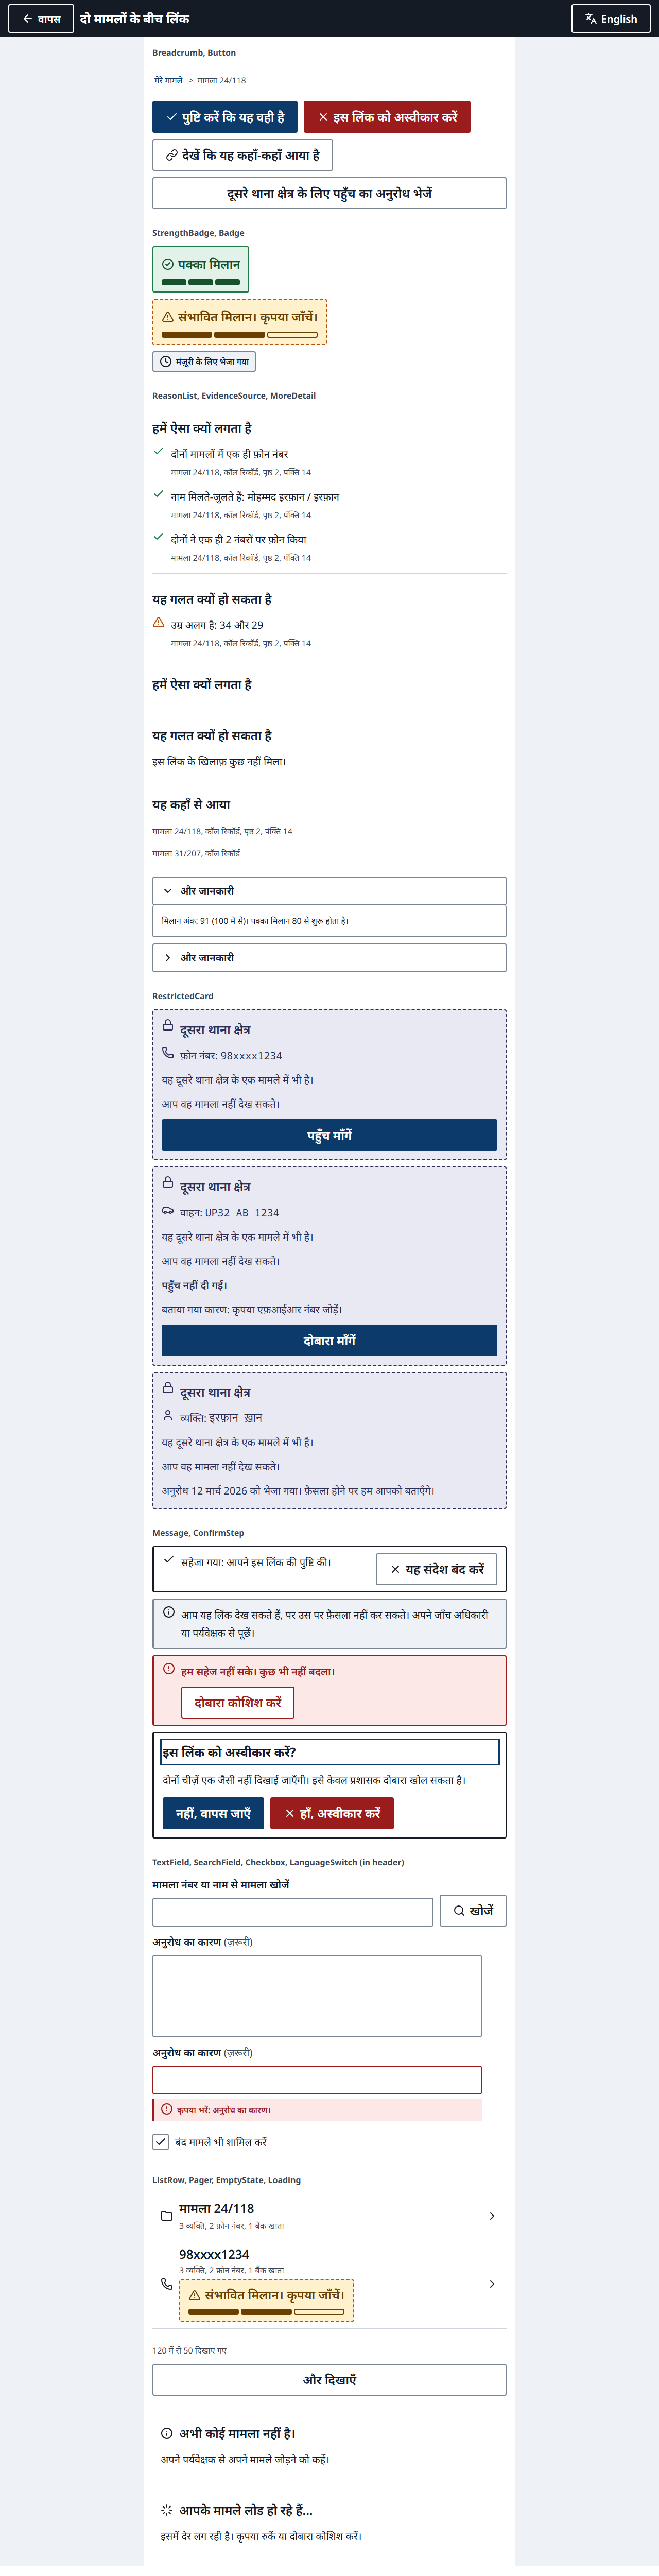 वापस
दो मामलों के बीच लिंक
English
Breadcrumb, Button
मेरे मामले > मामला 24/118
पुष्टि करें कि यह वही है
इस लिंक को अस्वीकार करें
देखें कि यह कहाँ-कहाँ आया है
दूसरे थाना क्षेत्र के लिए पहुँच का अनुरोध भेजें
StrengthBadge, Badge
पक्का मिलान
संभावित मिलान। कृपया जाँचें।
मंज़ूरी के लिए भेजा गया
ReasonList, EvidenceSource, MoreDetail
हमें ऐसा क्यों लगता है
दोनों मामलों में एक ही फ़ोन नंबर
मामला 24/118, कॉल रिकॉर्ड, पृष्ठ 2, पंक्ति 14
नाम मिलते-जुलते हैं: मोहम्मद इरफ़ान / इरफ़ान
मामला 24/118, कॉल रिकॉर्ड, पृष्ठ 2, पंक्ति 14
दोनों ने एक ही 2 नंबरों पर फ़ोन किया
मामला 24/118, कॉल रिकॉर्ड, पृष्ठ 2, पंक्ति 14
यह गलत क्यों हो सकता है
उम्र अलग है: 34 और 29
मामला 24/118, कॉल रिकॉर्ड, पृष्ठ 2, पंक्ति 14
हमें ऐसा क्यों लगता है
यह गलत क्यों हो सकता है
इस लिंक के खिलाफ़ कुछ नहीं मिला।
यह कहाँ से आया
मामला 24/118, कॉल रिकॉर्ड, पृष्ठ 2, पंक्ति 14
मामला 31/207, कॉल रिकॉर्ड
और जानकारी
मिलान अंक: 91 (100 में से)। पक्का मिलान 80 से शुरू होता है।
और जानकारी
RestrictedCard
दूसरा थाना क्षेत्र
फ़ोन नंबर: 98xxxx1234
यह दूसरे थाना क्षेत्र के एक मामले में भी है।
आप वह मामला नहीं देख सकते।
पहुँच माँगें
दूसरा थाना क्षेत्र
वाहन: UP32 AB 1234
यह दूसरे थाना क्षेत्र के एक मामले में भी है।
आप वह मामला नहीं देख सकते।
पहुँच नहीं दी गई।
बताया गया कारण: कृपया एफ़आईआर नंबर जोड़ें।
दोबारा माँगें
दूसरा थाना क्षेत्र
व्यक्ति: इरफ़ान ख़ान
यह दूसरे थाना क्षेत्र के एक मामले में भी है।
आप वह मामला नहीं देख सकते।
अनुरोध 12 मार्च 2026 को भेजा गया। फ़ैसला होने पर हम आपको बताएँगे।
Message, ConfirmStep
सहेजा गया: आपने इस लिंक की पुष्टि की।
यह संदेश बंद करें
आप यह लिंक देख सकते हैं, पर उस पर फ़ैसला नहीं कर सकते। अपने जाँच अधिकारी
या पर्यवेक्षक से पूछें।
हम सहेज नहीं सके। कुछ भी नहीं बदला।
दोबारा कोशिश करें
इस लिंक को अस्वीकार करें?
दोनों चीज़ें एक जैसी नहीं दिखाई जाएँगी। इसे केवल प्रशासक दोबारा खोल सकता है।
नहीं, वापस जाएँ
हाँ, अस्वीकार करें
TextField, SearchField, Checkbox, LanguageSwitch (in header)
मामला नंबर या नाम से मामला खोजें
खोजें
अनुरोध का कारण (ज़रूरी)
अनुरोध का कारण (ज़रूरी)
कृपया भरें: अनुरोध का कारण।
बंद मामले भी शामिल करें
ListRow, Pager, EmptyState, Loading
मामला 24/118
3 व्यक्ति, 2 फ़ोन नंबर, 1 बैंक खाता
98xxxx1234
3 व्यक्ति, 2 फ़ोन नंबर, 1 बैंक खाता
संभावित मिलान। कृपया जाँचें।
120 में से 50 दिखाए गए
और दिखाएँ
अभी कोई मामला नहीं है।
अपने पर्यवेक्षक से अपने मामले जोड़ने को कहें।
आपके मामले लोड हो रहे हैं...
इसमें देर लग रही है। कृपया रुकें या दोबारा कोशिश करें।